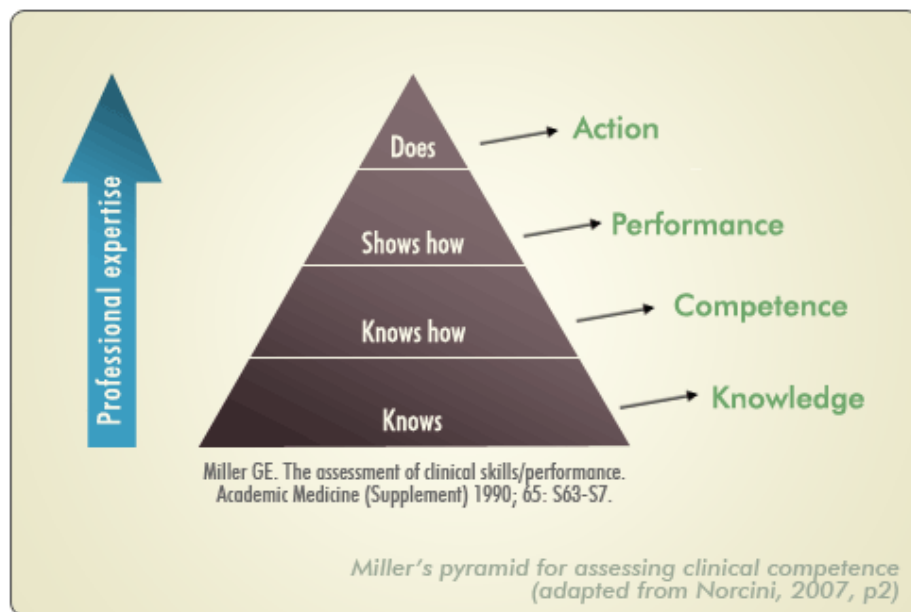 Professional expertise
Does
Action
Shows how
Performance
Knows how
Competence
Knows
Knowledge
Miller GE. The assessment of clinical skills/performance.
Academic Medicine (Supplement) 1990; 65: S63-S7.
Miller's pyramid for assessing clinical competence
(adapted from Norcini, 2007, p2)